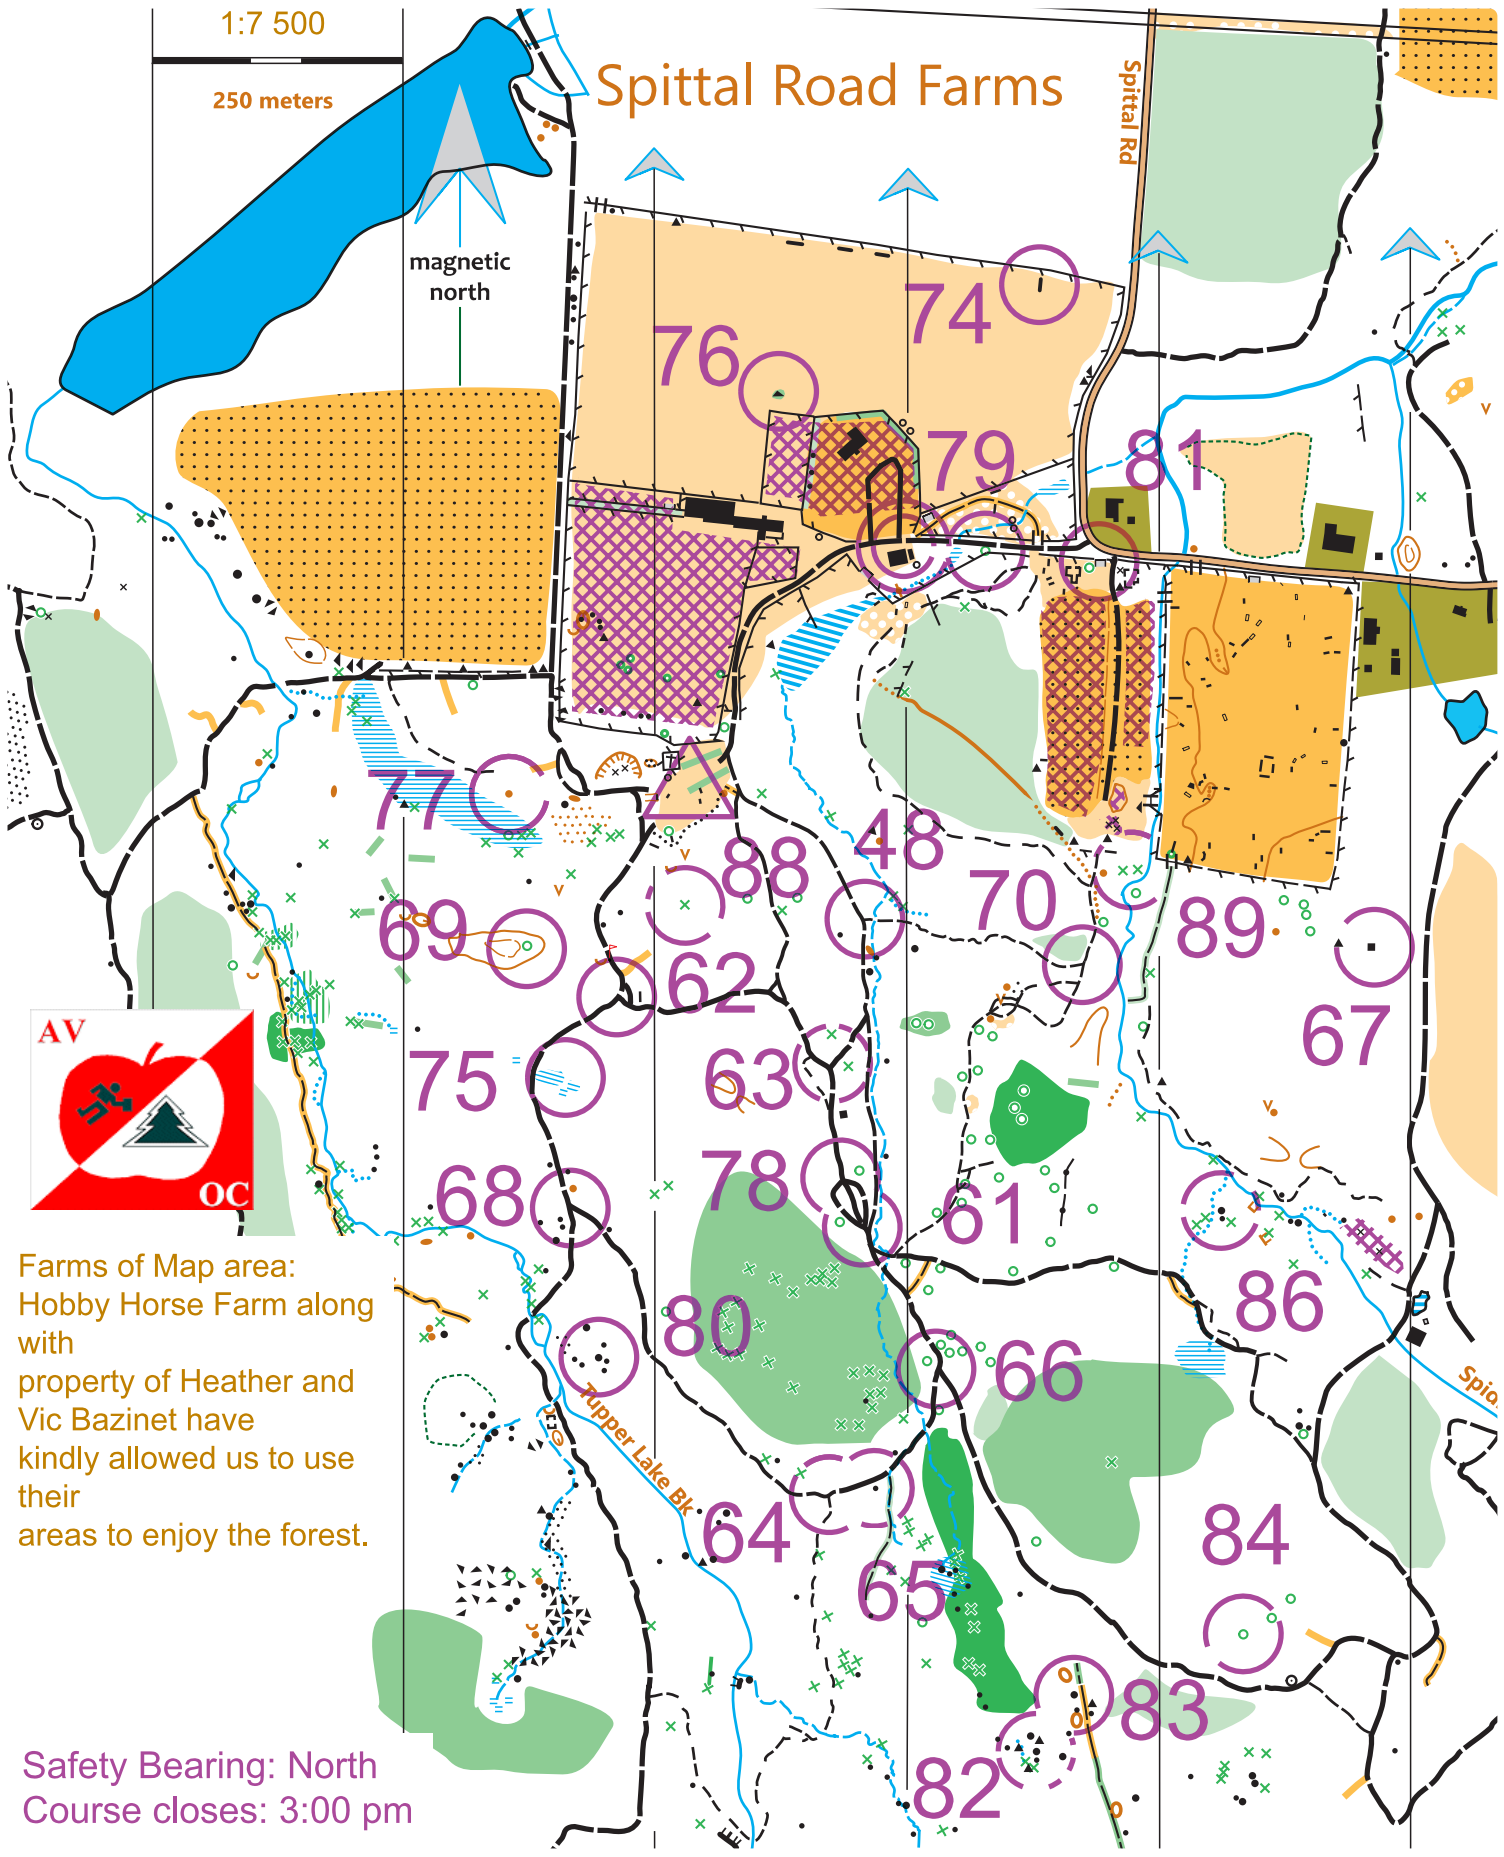 1:7 500
250 meters
Spittal Road Farms
Spittal Rd
magnetic
north
74
76
79
81
77
88
48
70
69
89
62
67
75
63
78
68
61
80
86
66
AV
OC
Farms of Map area:
Hobby Horse Farm along
with
property of Heather and
Vic Bazinet have
kindly allowed us to use
their
areas to enjoy the forest.
Tupper Lake Bk
64
65
84
83
82
Safety Bearing: North
Course closes: 3:00 pm